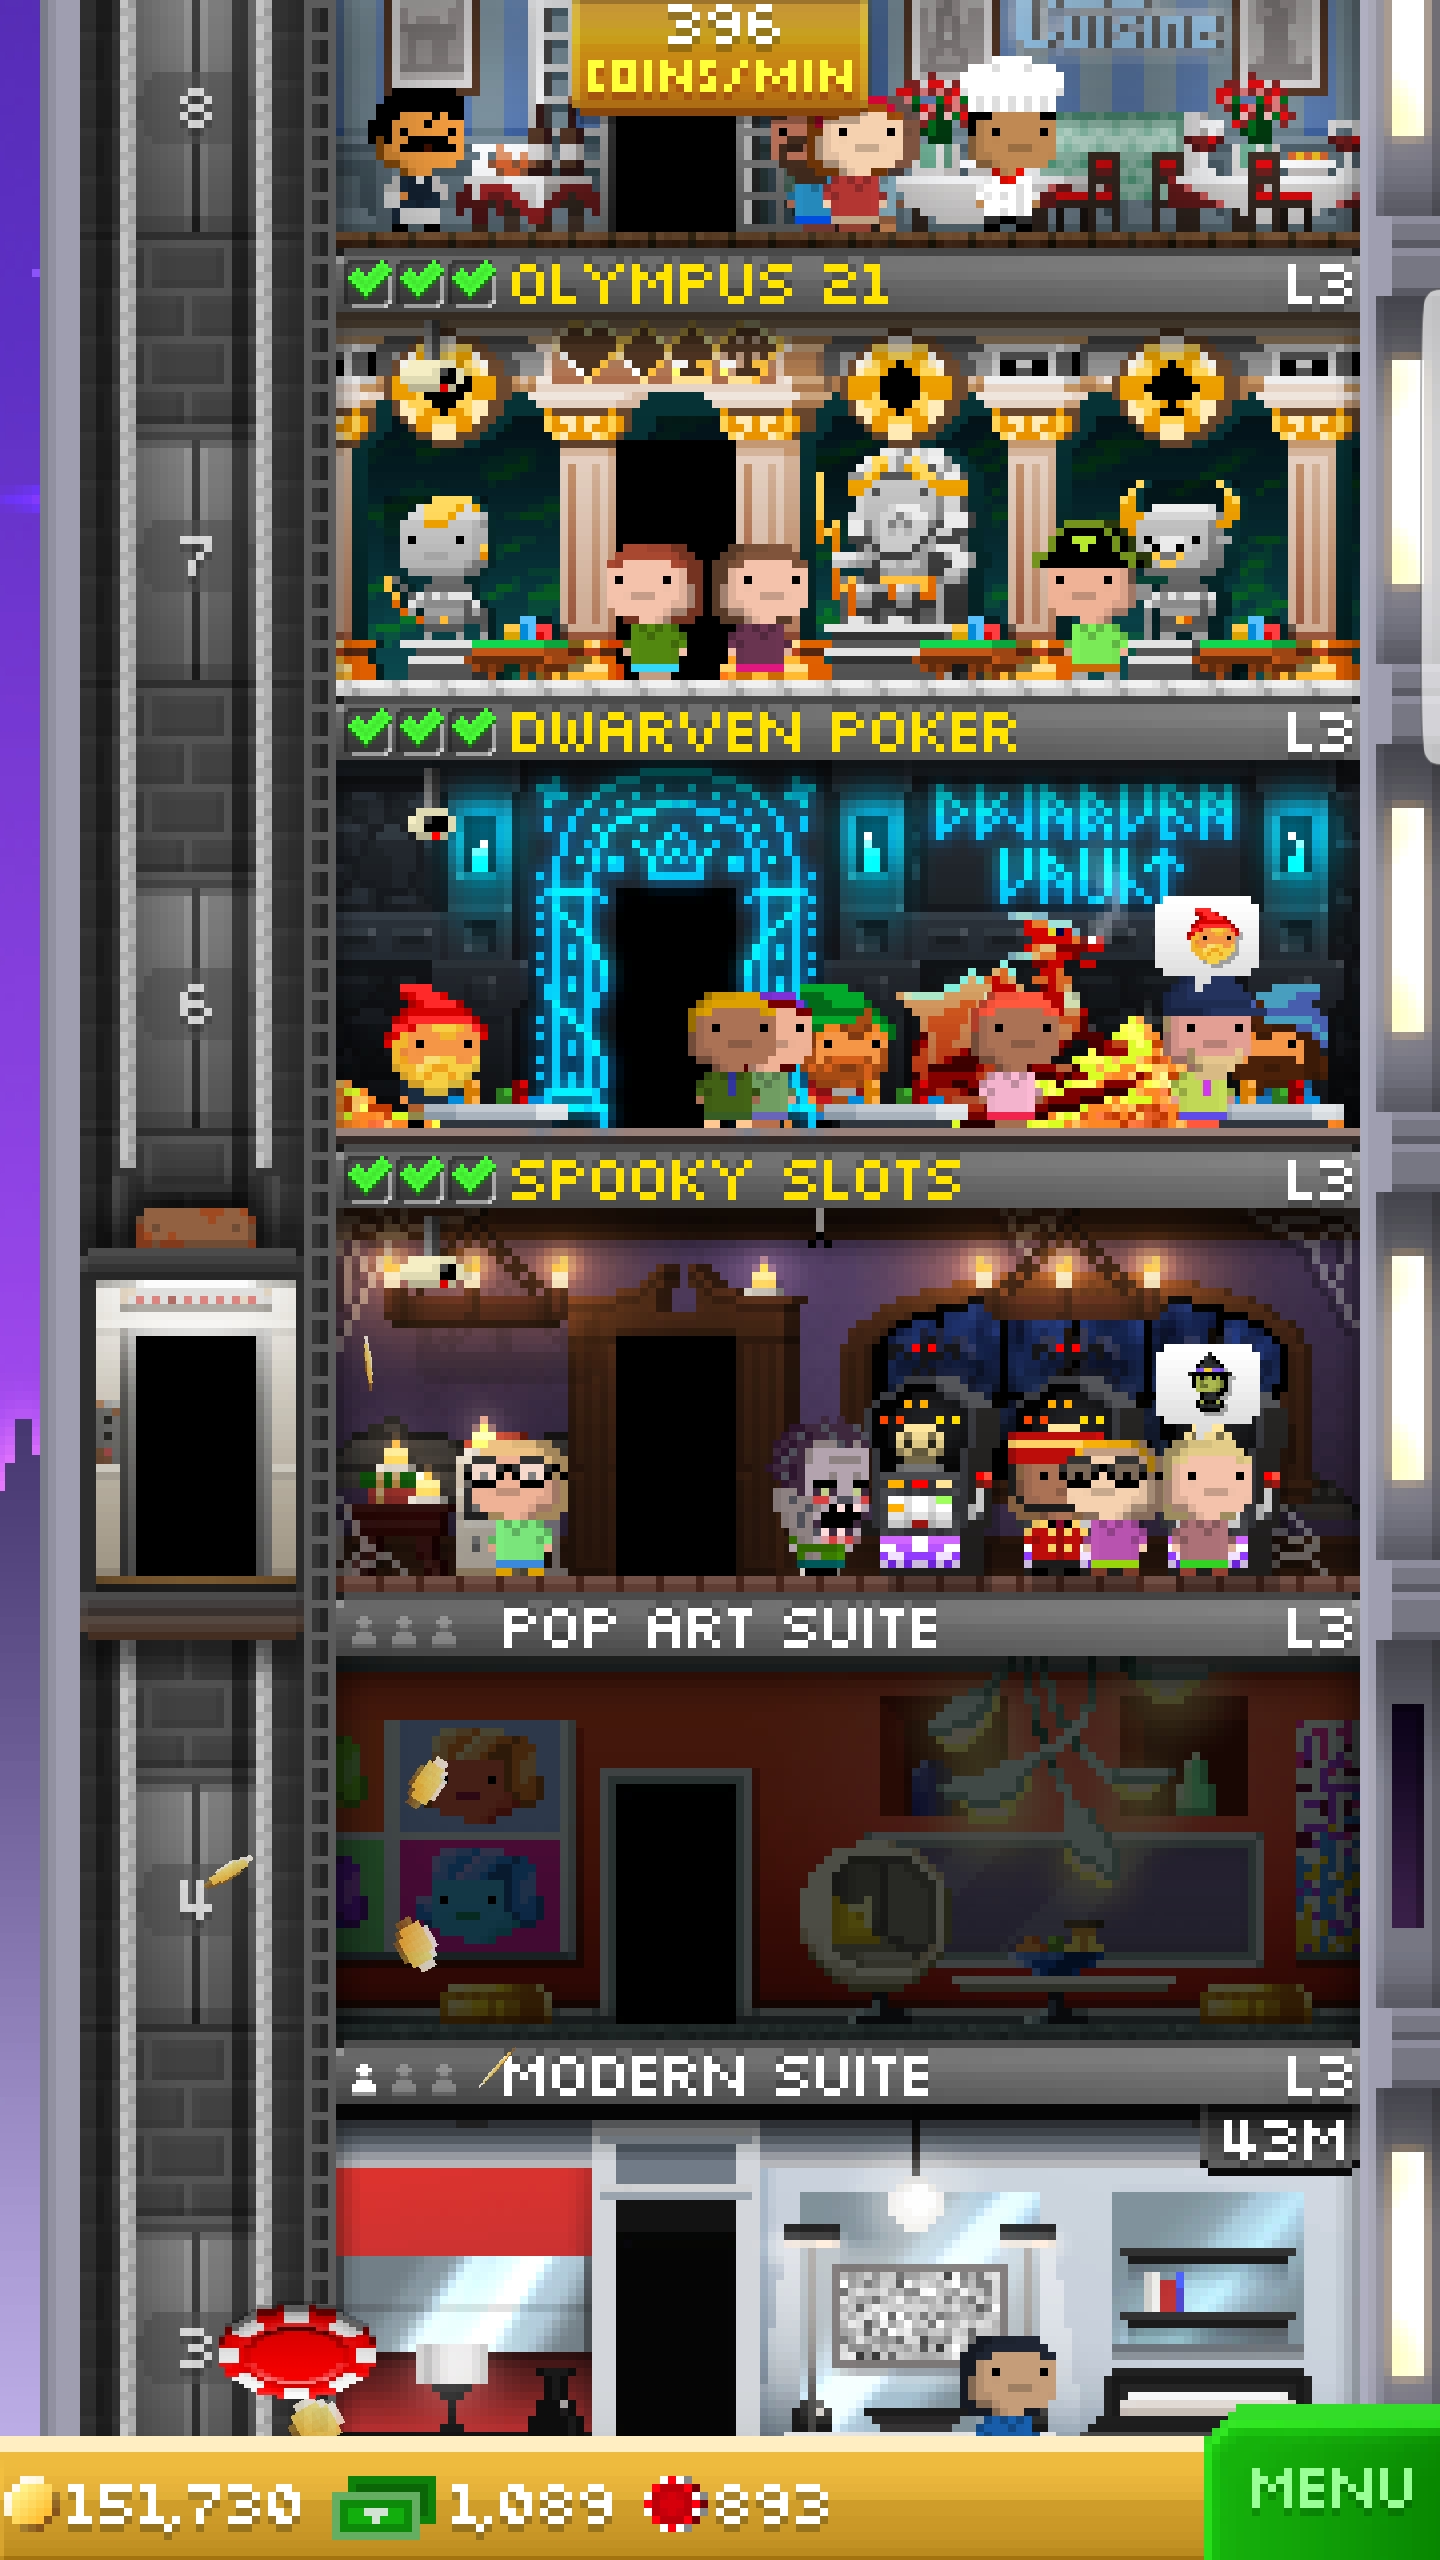 396
COINS/MIN
Cuisine
8
OLYMPUS 21
L3
7
DWARVEN POKER
L3
DWARVEN
VAULT
6
SPOOKY SLOTS
L3
POP ART SUITE
L3
4
MODERN SUITE
L3
43M
3
151,730
1,089
893
MENU